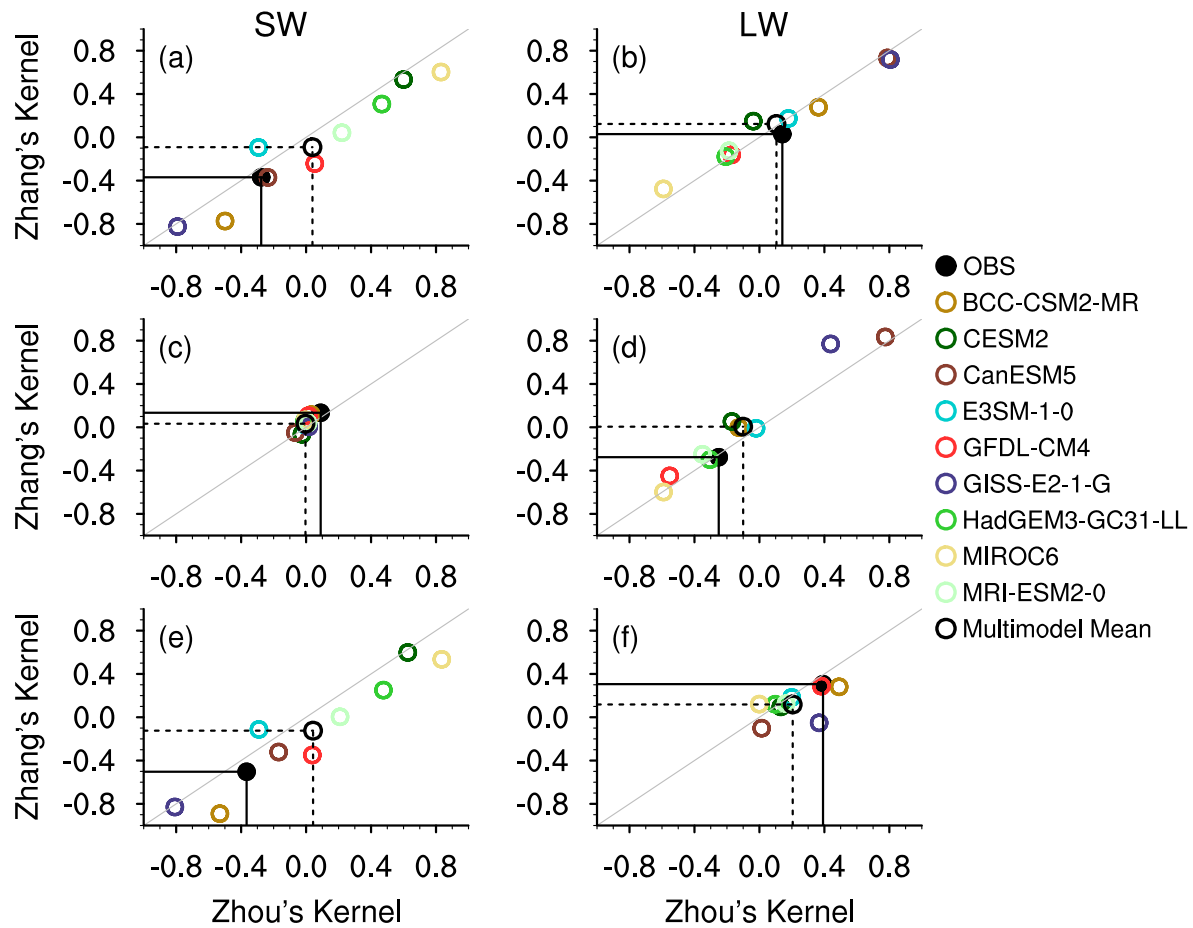 SW
LW
(a)
(b)
Zhang's Kernel
0.8
0.4
0.0
-0.4
-0.8
-0.8 -0.4 0.0 0.4 0.8
Zhang's Kernel
0.8
0.4
0.0
-0.4
-0.8
-0.8 -0.4 0.0 0.4 0.8
(c)
(d)
Zhang's Kernel
0.8
0.4
0.0
-0.4
-0.8
-0.8 -0.4 0.0 0.4 0.8
0.8
0.4
0.0
-0.4
-0.8
-0.8 -0.4 0.0 0.4 0.8
(e)
(f)
0.8
0.4
0.0
-0.4
-0.8
-0.8 -0.4 0.0 0.4 0.8
Zhou's Kernel
0.8
0.4
0.0
-0.4
-0.8
-0.8 -0.4 0.0 0.4 0.8
Zhou's Kernel
OBS
BCC-CSM2-MR
CESM2
CanESM5
E3SM-1-0
GFDL-CM4
GISS-E2-1-G
HadGEM3-GC31-LL
MIROC6
MRI-ESM2-0
Multimodel Mean